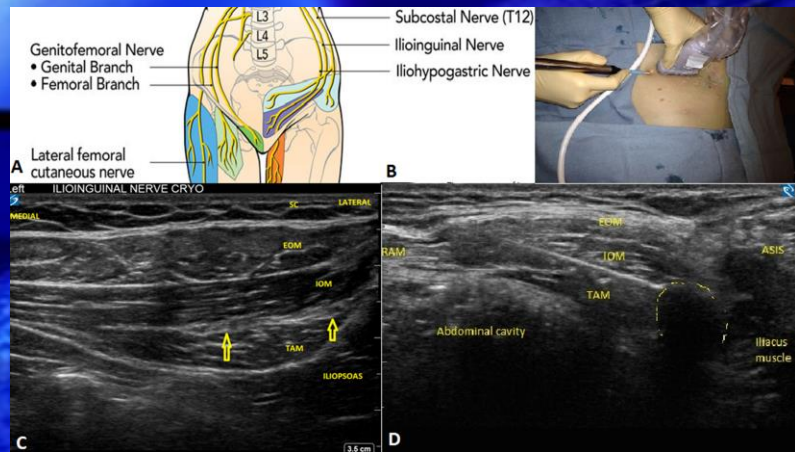 L3
L4
L5
Genitofemoral Nerve
• Genital Branch
• Femoral Branch
Lateral femoral
cutaneous nerve
Subcostal Nerve (T12)
Ilioinguinal Nerve
Iliohypogastric Nerve
A
B
Left
ILIOINGUINAL NERVE CRYO
MEDIAL
SC
LATERAL
EOM
IOM
TAM
ILIOPSOAS
C
3.5 cm
EOM
RAM
IOM
ASIS
TAM
Abdominal cavity
Iliacus
muscle
D